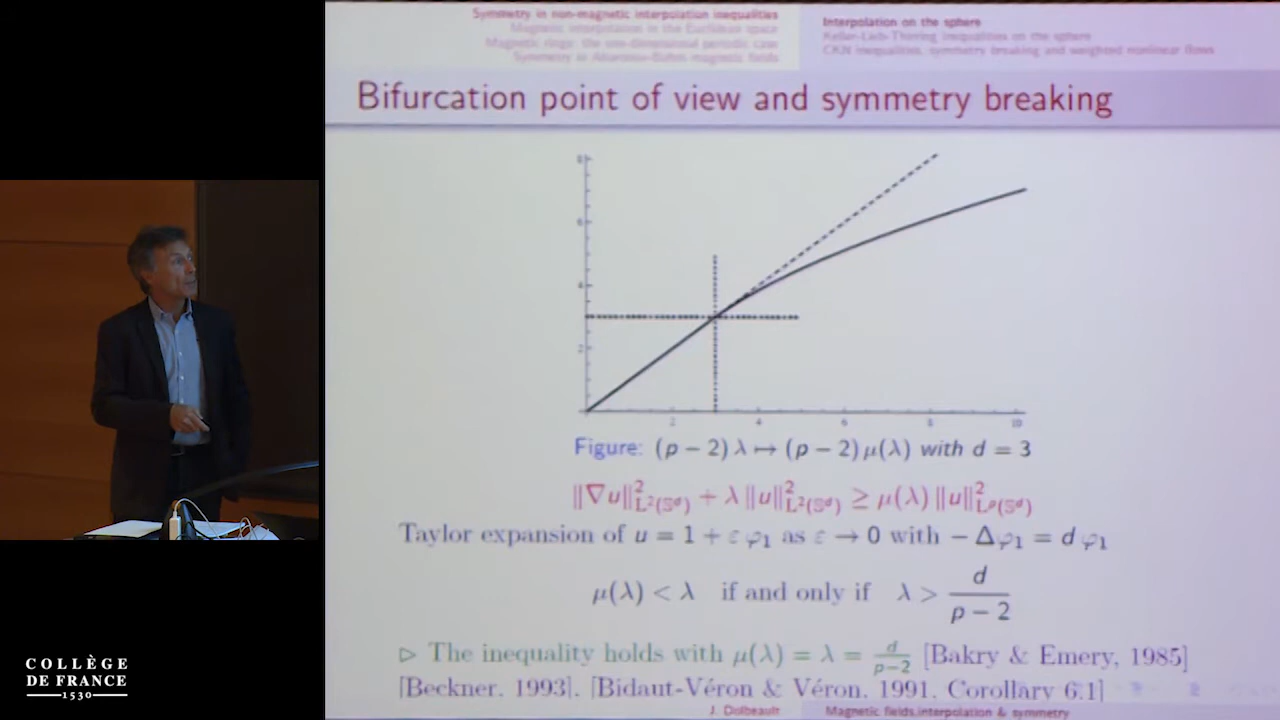 Symmetry in non-magnetic interpolation inequalities
Magnetic interpolation in the Euclidean space
Magnetic rings: the one-dimensional periodic case
Symmetry in Aharonov-Bohm magnetic fields
Interpolation on the sphere
Keller-Lieb-Thirring inequalities on the sphere
CKN inequalities, symmetry breaking and weighted nonlinear flows
Bifurcation point of view and symmetry breaking
8
6
4
2
2 4 6 8 10
Figure: (p − 2) λ ↦ (p − 2) μ(λ) with d = 3
‖∇u‖²_L²(𝕊ᵈ) + λ ‖u‖²_L²(𝕊ᵈ) ≥ μ(λ) ‖u‖²_Lᵖ(𝕊ᵈ)
Taylor expansion of u = 1 + ε φ₁ as ε → 0 with − Δφ₁ = d φ₁
μ(λ) < λ if and only if λ > d / (p − 2)
▷ The inequality holds with μ(λ) = λ = d/(p−2) [Bakry & Emery, 1985]
[Beckner, 1993], [Bidaut-Véron & Véron, 1991, Corollary 6.1]
J. Dolbeault Magnetic fields, interpolation & symmetry
COLLÈGE
DE FRANCE
1530